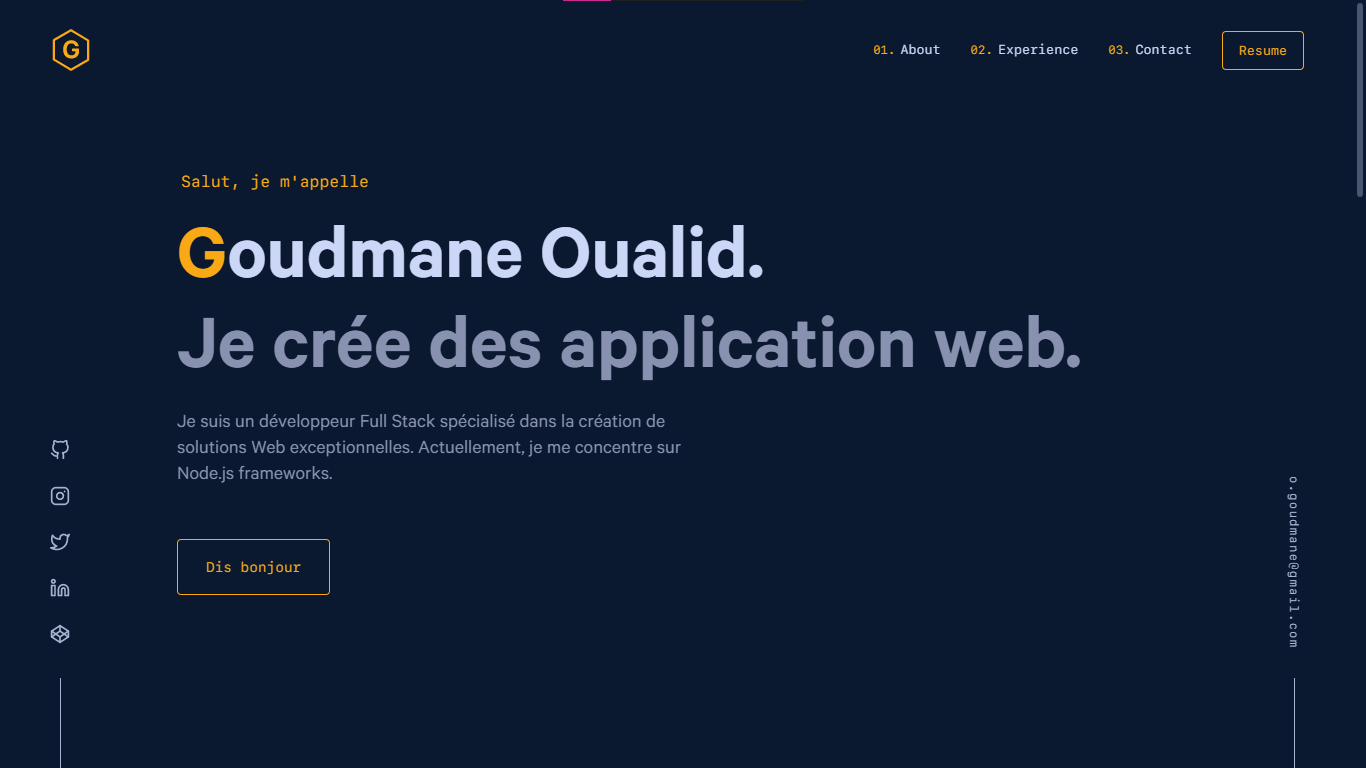 G
01. About 02. Experience 03. Contact Resume
Salut, je m'appelle
Goudmane Oualid.
Je crée des application web.
Je suis un développeur Full Stack spécialisé dans la création de
solutions Web exceptionnelles. Actuellement, je me concentre sur
Node.js frameworks.
Dis bonjour
o.goudmane@gmail.com